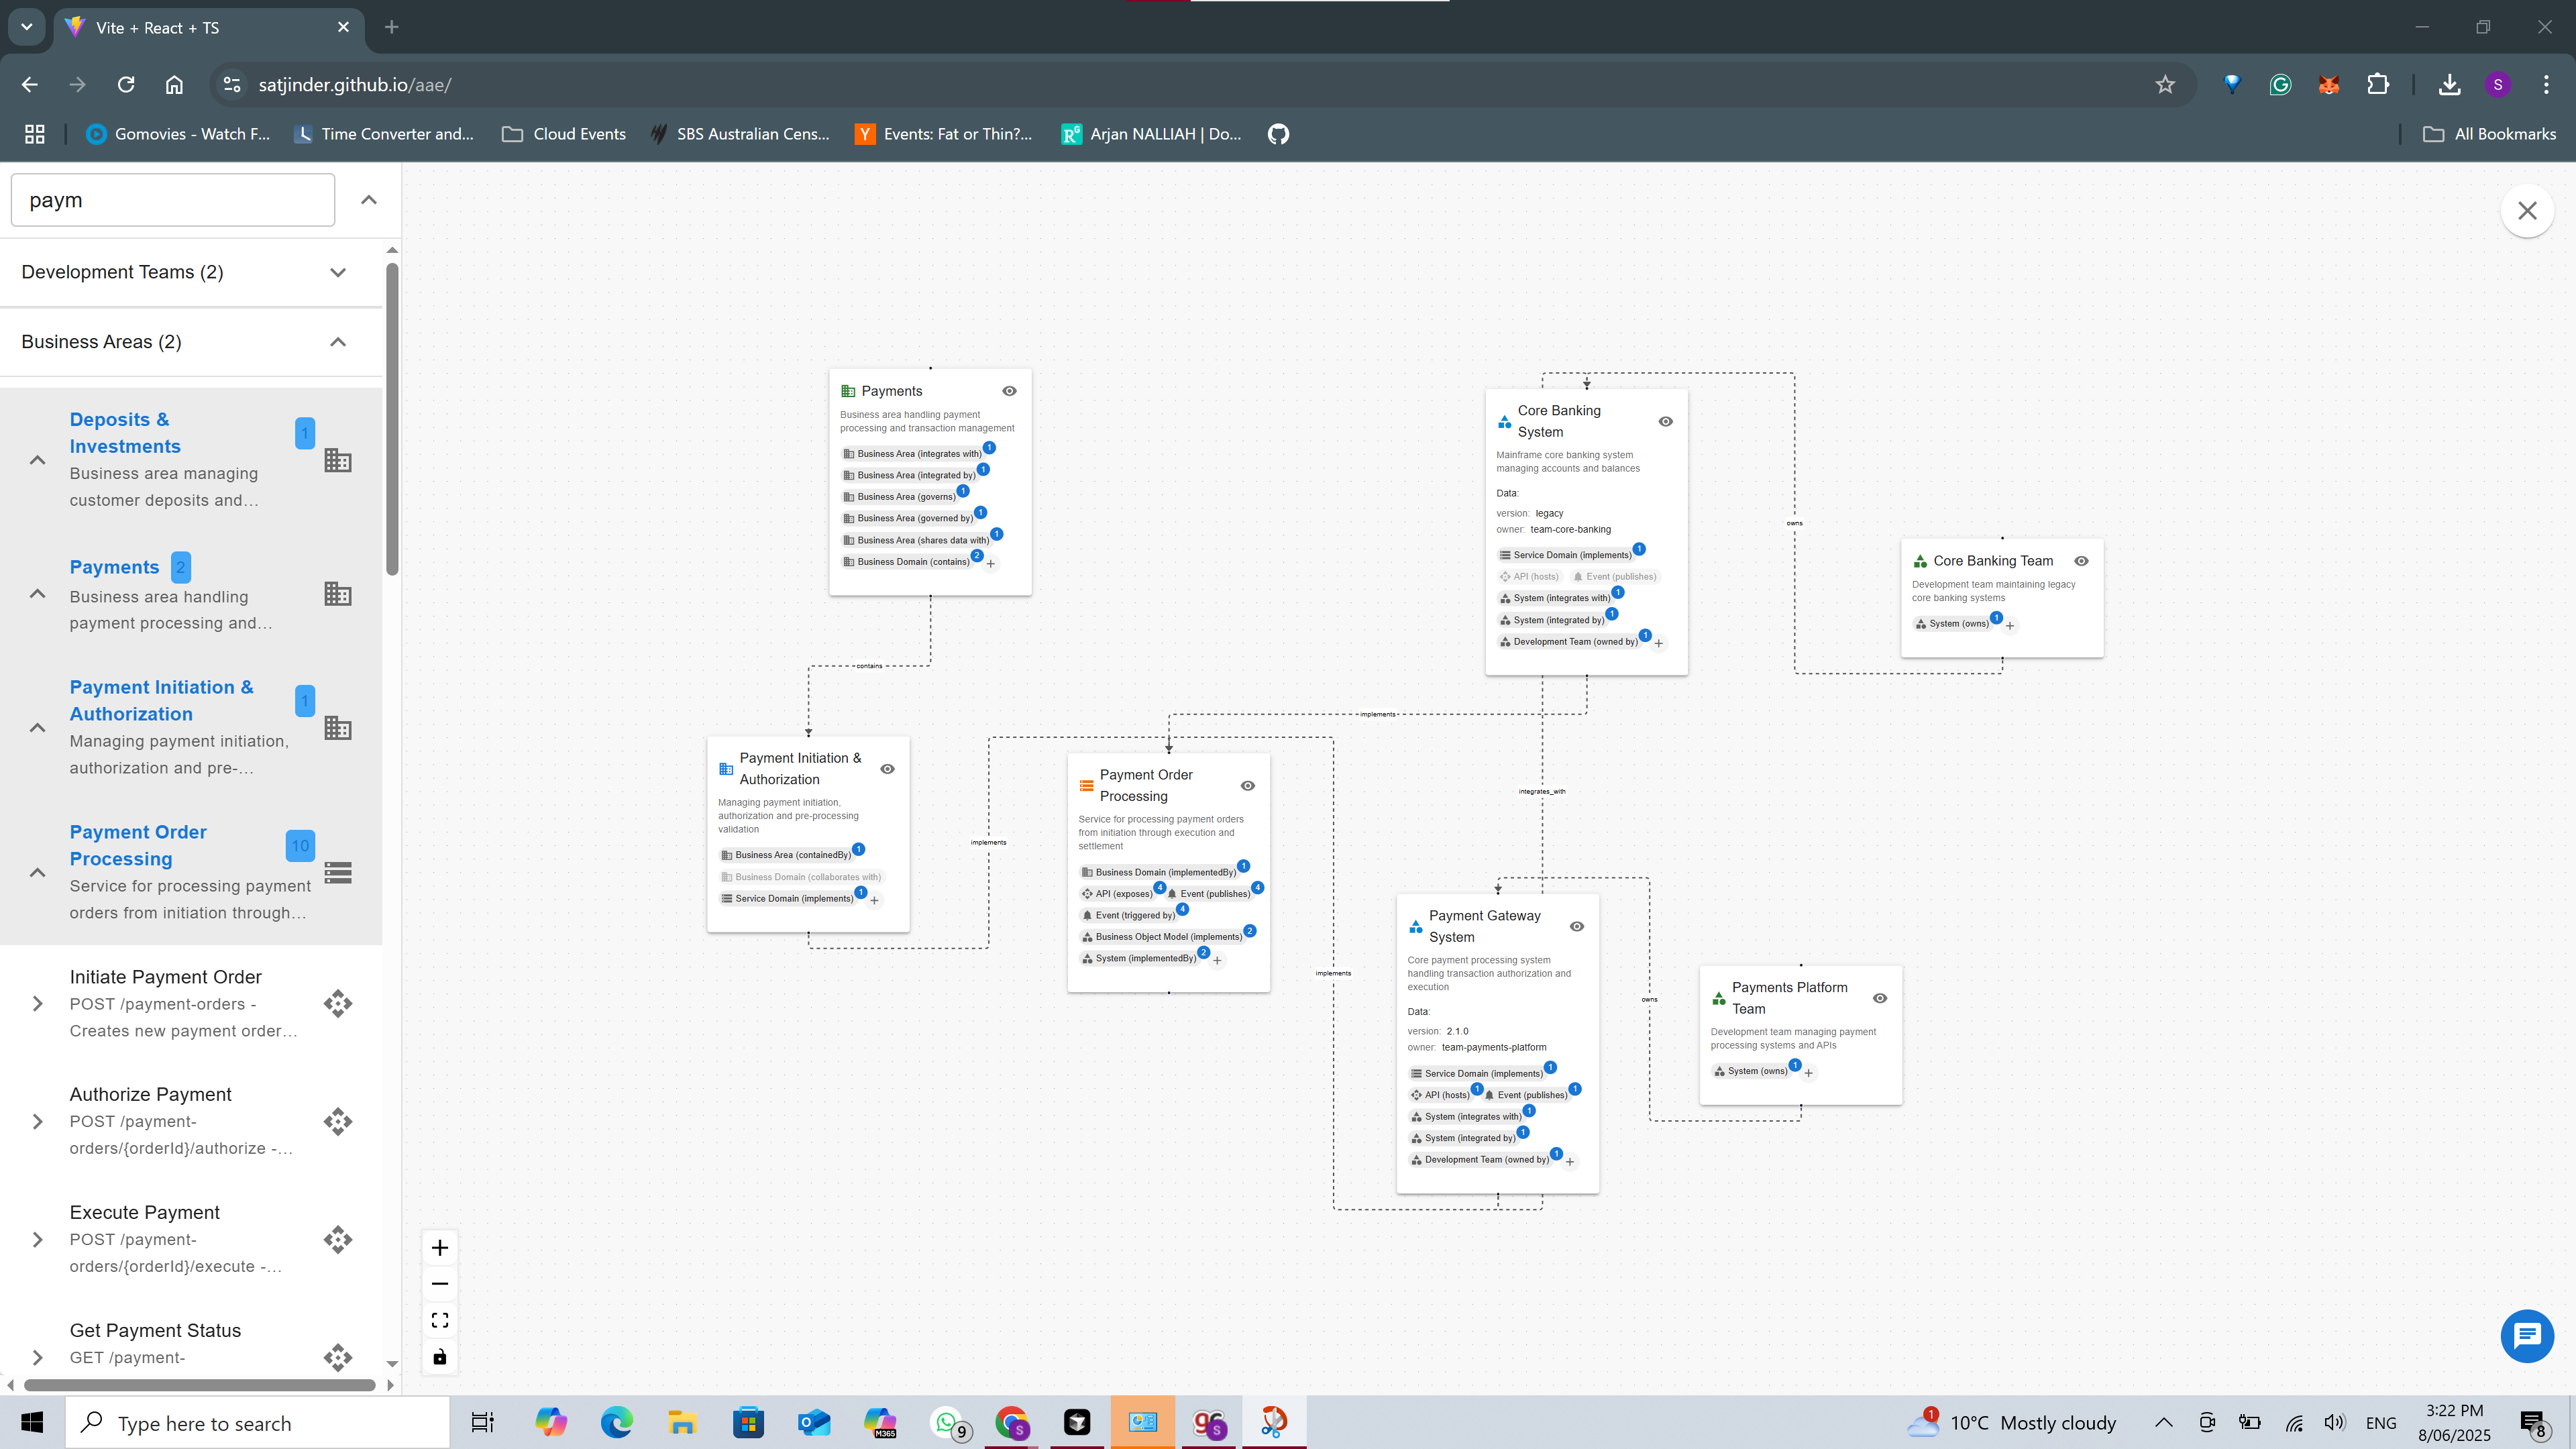 Vite + React + TS
satjinder.github.io/aae/
S
Gomovies - Watch F...
Time Converter and...
Cloud Events
SBS Australian Cens...
Y
Events: Fat or Thin?...
Arjan NALLIAH | Do...
All Bookmarks
paym
Development Teams (2)
Business Areas (2)
Deposits &
Investments
1
Business area managing
customer deposits and...
Payments
2
Business area handling
payment processing and...
Payment Initiation &
Authorization
1
Managing payment initiation,
authorization and pre-...
Payment Order
Processing
10
Service for processing payment
orders from initiation through...
Initiate Payment Order
POST /payment-orders -
Creates new payment order...
Authorize Payment
POST /payment-
orders/{orderId}/authorize -...
Execute Payment
POST /payment-
orders/{orderId}/execute -...
Get Payment Status
GET /payment-
Payments
Business area handling payment
processing and transaction management
Business Area (integrates with) 1
Business Area (integrated by) 1
Business Area (governs) 1
Business Area (governed by) 1
Business Area (shares data with) 1
Business Domain (contains) 2 +
contains
Payment Initiation &
Authorization
Managing payment initiation,
authorization and pre-processing
validation
Business Area (containedBy) 1
Business Domain (collaborates with)
Service Domain (implements) 1 +
implements
Payment Order
Processing
Service for processing payment orders
from initiation through execution and
settlement
Business Domain (implementedBy) 1
API (exposes) 4 Event (publishes) 4
Event (triggered by) 4
Business Object Model (implements) 2
System (implementedBy) 2 +
implements
implements
Core Banking
System
Mainframe core banking system
managing accounts and balances
Data:
version: legacy
owner: team-core-banking
Service Domain (implements) 1
API (hosts) Event (publishes)
System (integrates with) 1
System (integrated by) 1
Development Team (owned by) 1 +
integrates_with
owns
Core Banking Team
Development team maintaining legacy
core banking systems
System (owns) 1 +
Payment Gateway
System
Core payment processing system
handling transaction authorization and
execution
Data:
version: 2.1.0
owner: team-payments-platform
Service Domain (implements) 1
API (hosts) 1 Event (publishes) 1
System (integrates with) 1
System (integrated by) 1
Development Team (owned by) 1 +
owns
Payments Platform
Team
Development team managing payment
processing systems and APIs
System (owns) 1 +
Type here to search
M365
9
S
S
1
10°C Mostly cloudy
ENG
3:22 PM
8/06/2025
8